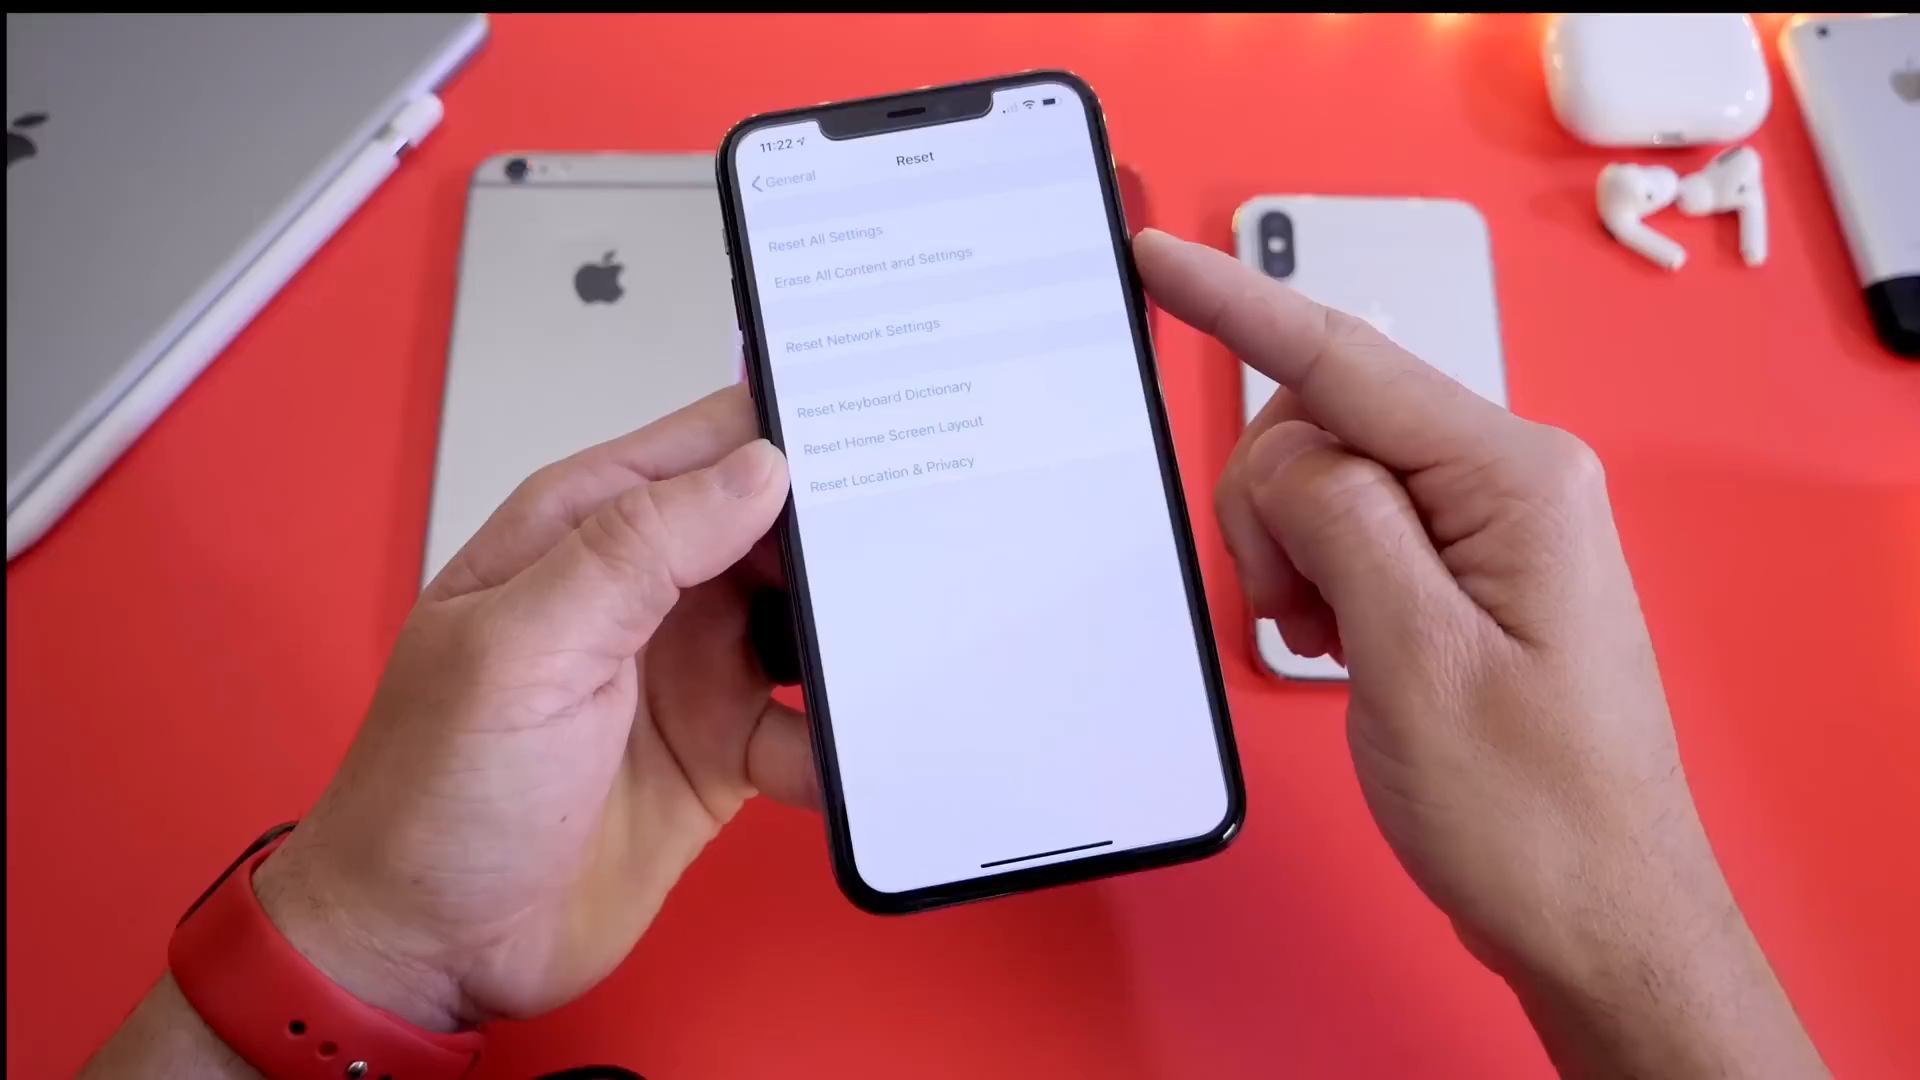 11:22
Reset
General
Reset All Settings
Erase All Content and Settings
Reset Network Settings
Reset Keyboard Dictionary
Reset Home Screen Layout
Reset Location & Privacy